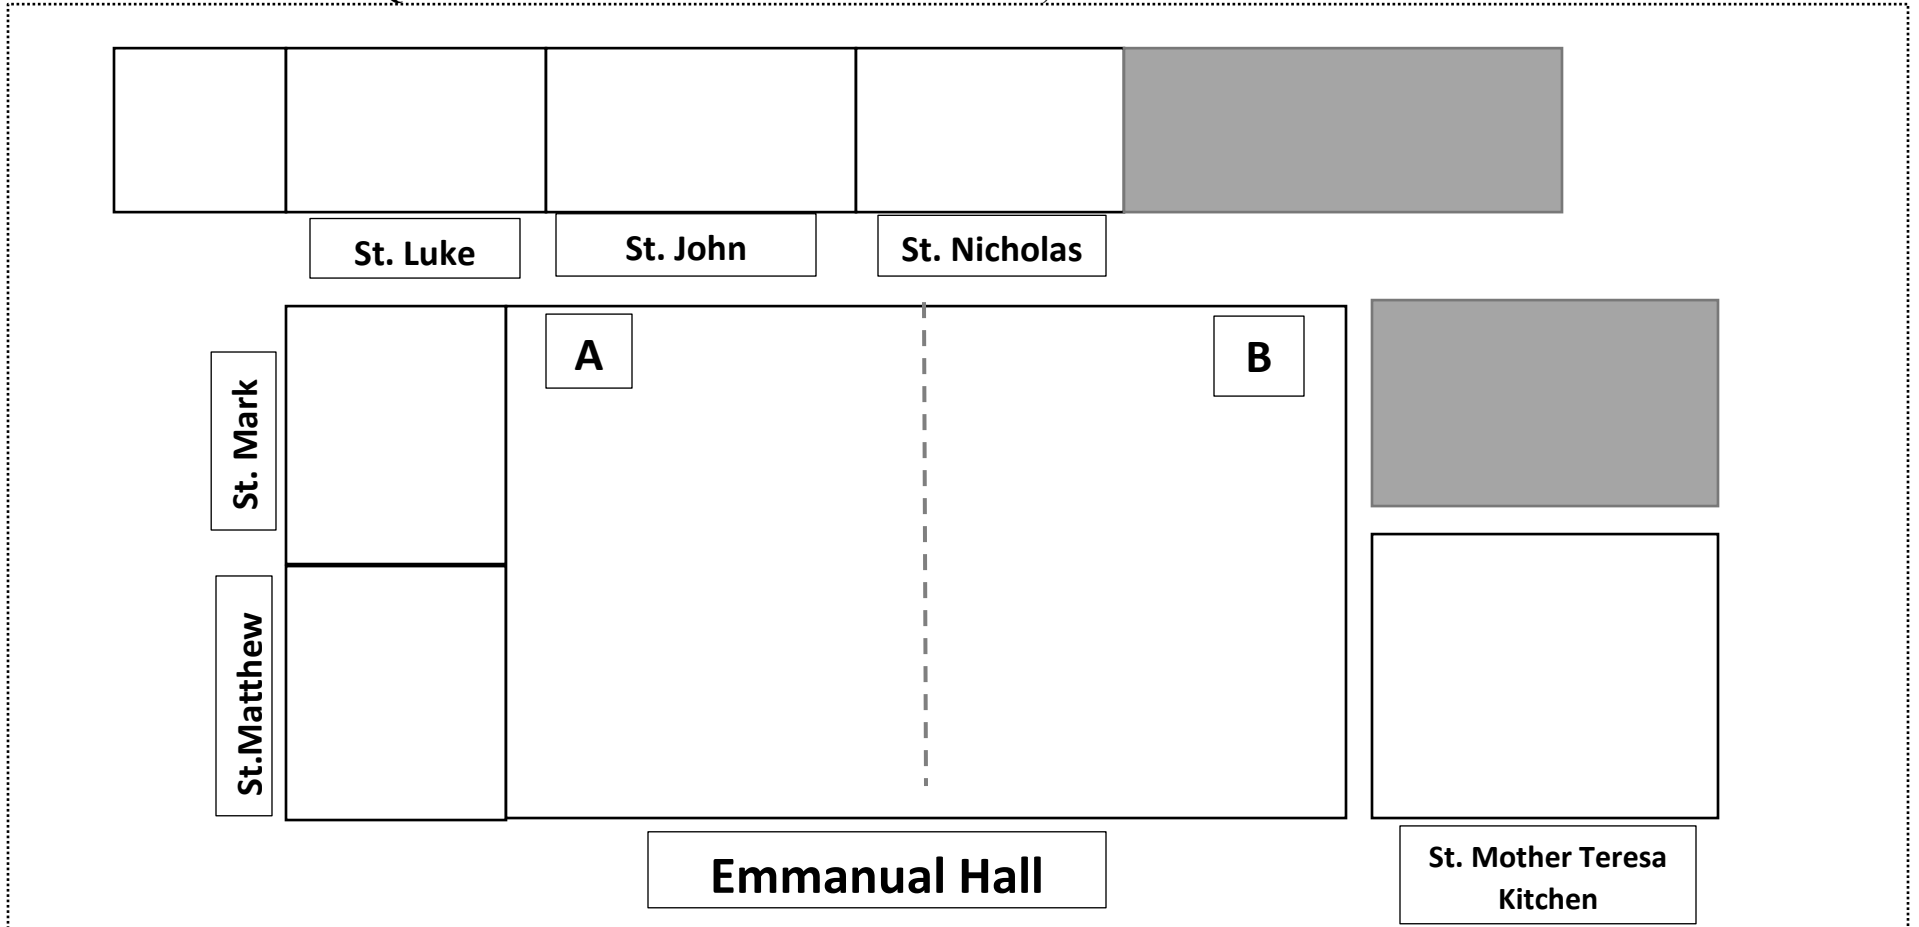 St. Luke
St. John
St. Nicholas
A
B
St. Mark
St.Matthew
Emmanual Hall
St. Mother Teresa
Kitchen